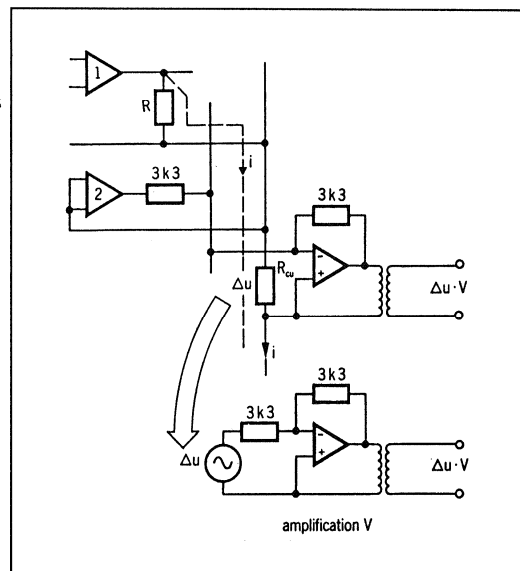 1
R
i
3k3
2
3k3
Δu
R_cu
Δu · V
i
3k3
3k3
Δu
Δu · V
amplification V